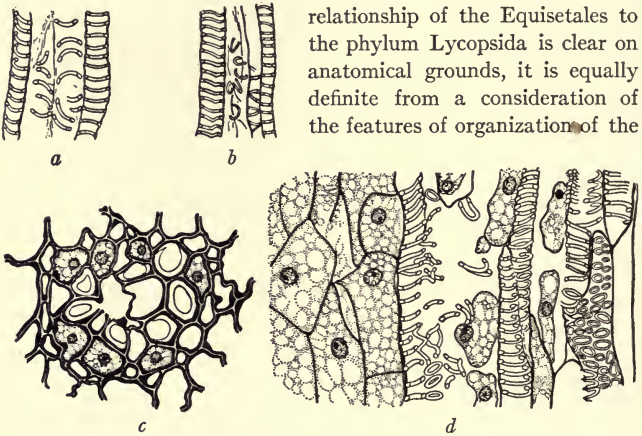 relationship of the Equisetales to
the phylum Lycopsida is clear on
anatomical grounds, it is equally
definite from a consideration of
the features of organization of the
a
b
c
d